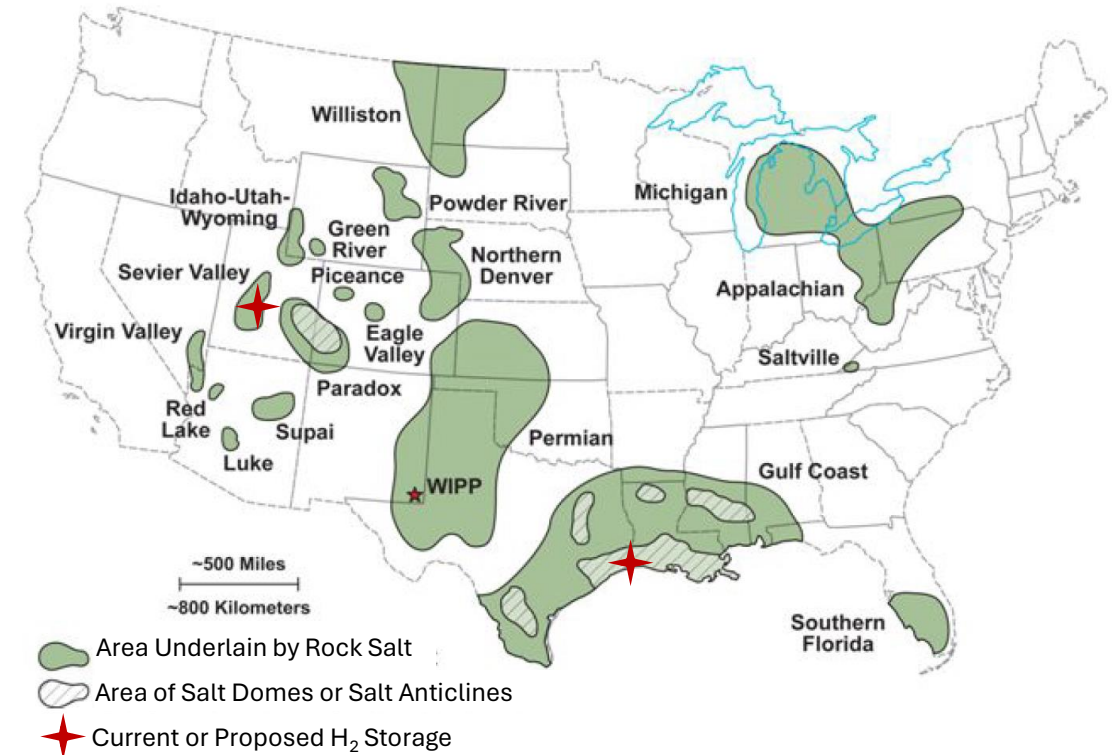 Williston
Michigan
Idaho-Utah-
Wyoming
Powder River
Green
River
Northern
Denver
Sevier Valley
Piceance
Appalachian
Virgin Valley
Eagle
Valley
Saltville
Paradox
Red
Lake
Supai
Permian
Luke
Gulf Coast
WIPP
~500 Miles
~800 Kilometers
Southern
Florida
Area Underlain by Rock Salt
Area of Salt Domes or Salt Anticlines
Current or Proposed H₂ Storage